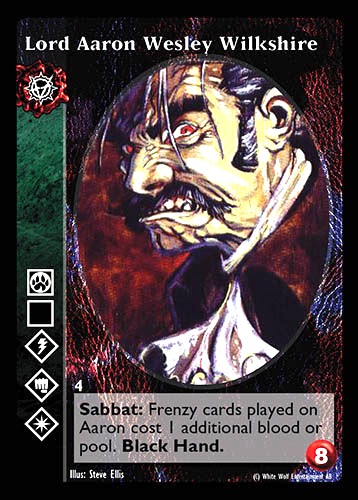 Lord Aaron Wesley Wilkshire
4
Sabbat: Frenzy cards played on
Aaron cost 1 additional blood or
pool. Black Hand.
8
Illus: Steve Ellis
(C) White Wolf Entertainment AB